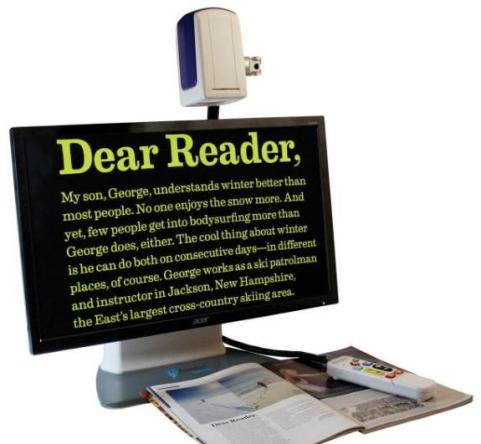 Dear Reader,
My son, George, understands winter better than
most people. No one enjoys the snow more. And
yet, few people get into bodysurfing more than
George does, either. The cool thing about winter
is he can do both on consecutive days—in different
places, of course. George works as a ski patrolman
and instructor in Jackson, New Hampshire,
the East's largest cross-country skiing area.
acer
Dear Reader,